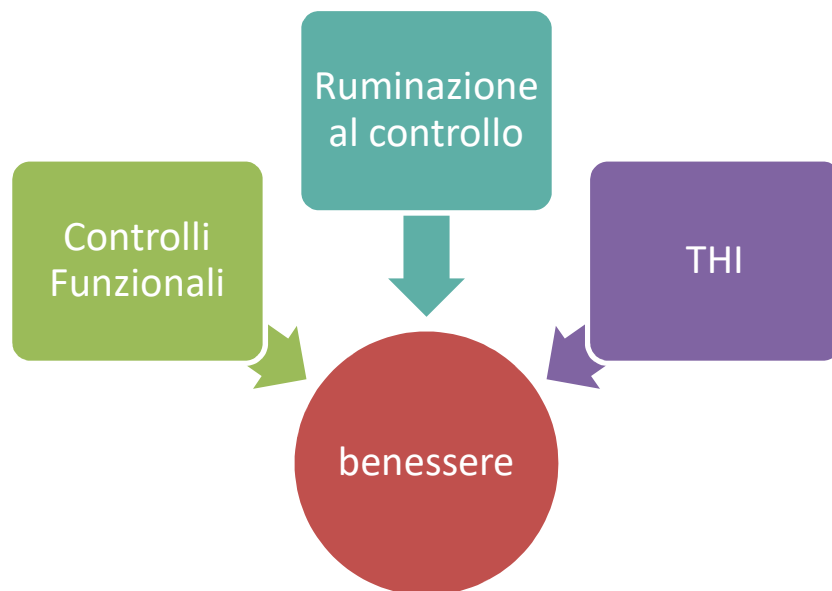 Ruminazione
al controllo
Controlli
Funzionali
THI
benessere